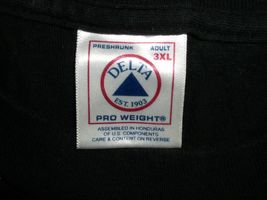 PRESHRUNK ADULT
3XL
DELTA
EST. 1903
PRO WEIGHT®
ASSEMBLED IN HONDURAS
OF U.S. COMPONENTS
CARE & CONTENT ON REVERSE